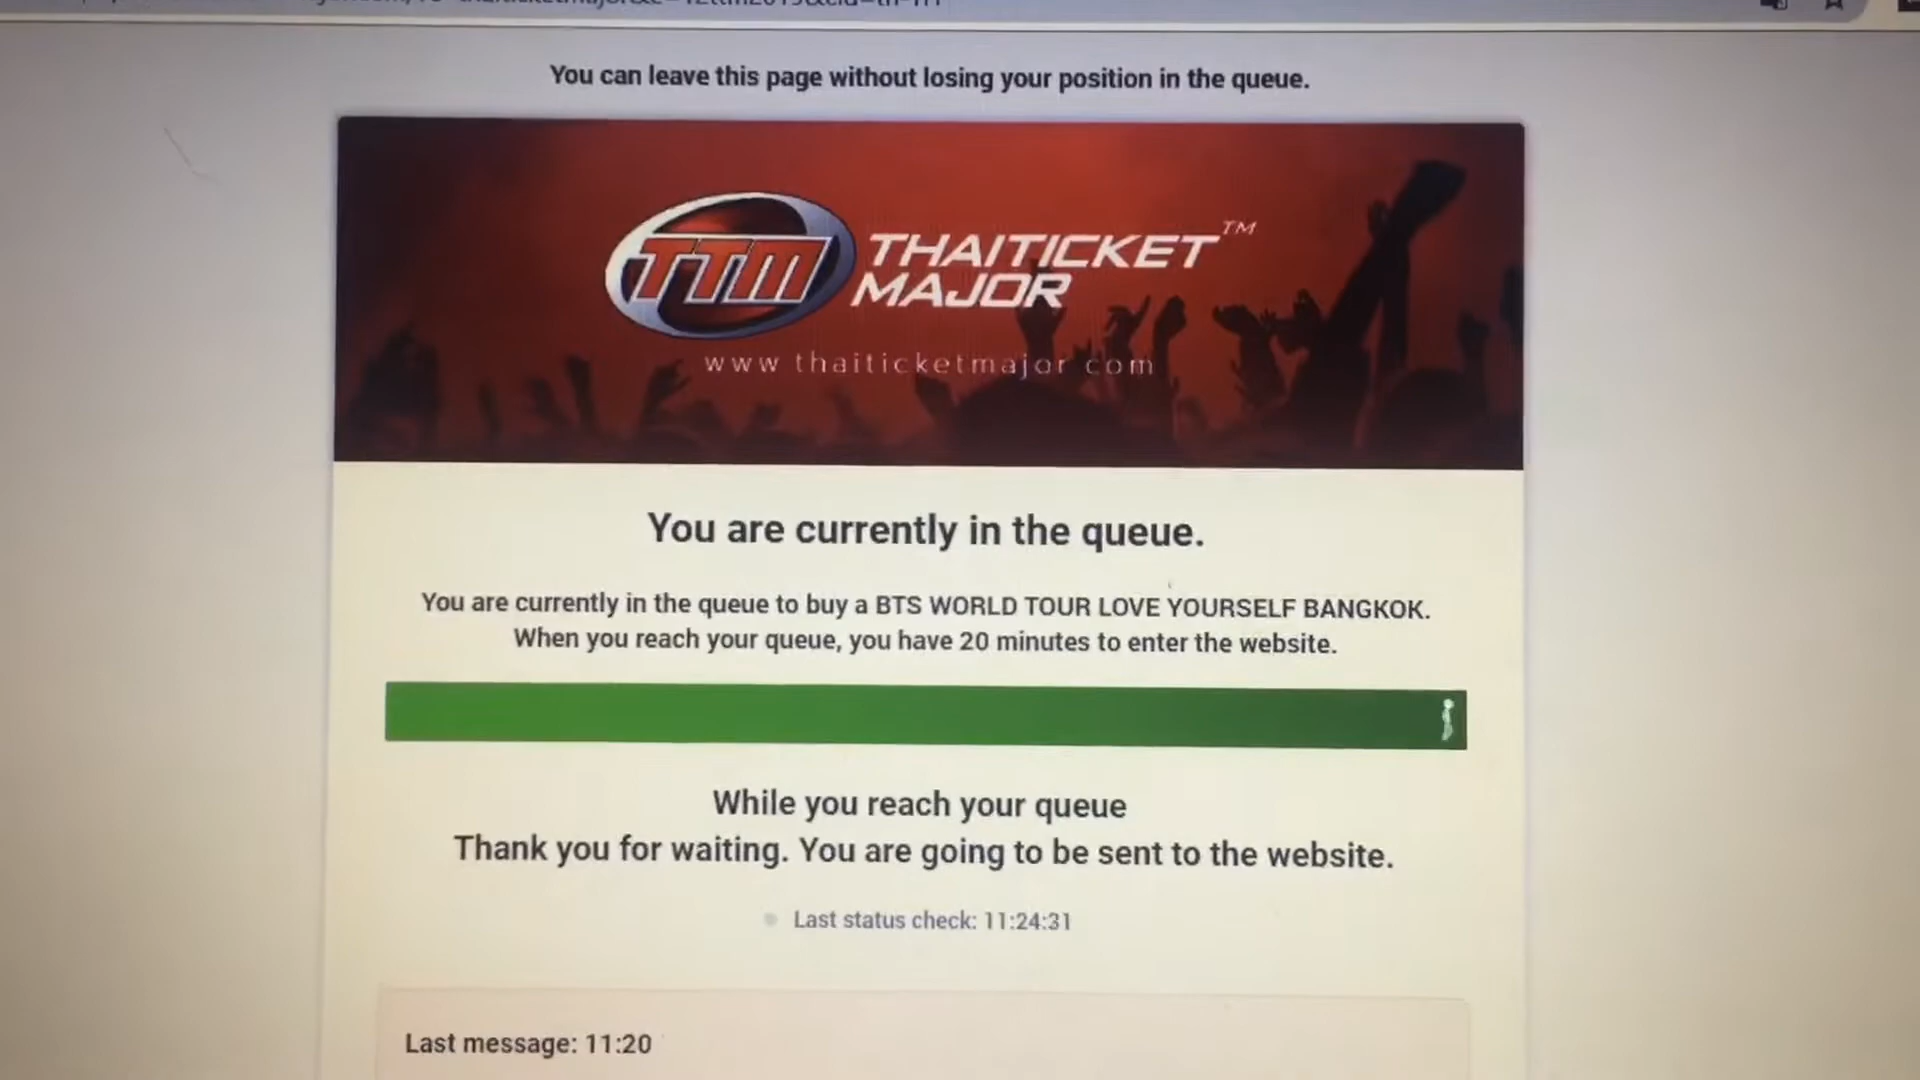 You can leave this page without losing your position in the queue.
TTM
THAITICKET™
MAJOR
www thaiticketmajor com
You are currently in the queue.
You are currently in the queue to buy a BTS WORLD TOUR LOVE YOURSELF BANGKOK.
When you reach your queue, you have 20 minutes to enter the website.
While you reach your queue
Thank you for waiting. You are going to be sent to the website.
Last status check: 11:24:31
Last message: 11:20